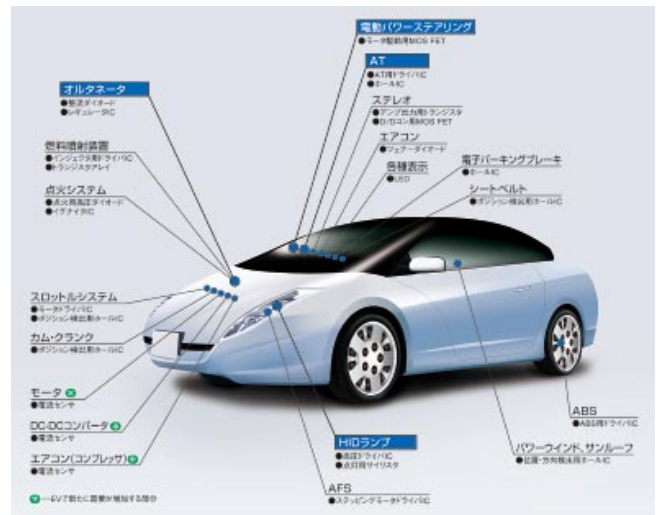 電動パワーステアリング
●モータ駆動用MOS FET
AT
●AT用ドライバIC
●ホールIC
オルタネータ
●整流ダイオード
●レギュレータIC
ステレオ
●アンプ出力用トランジスタ
●D/Dコン用MOS FET
燃料噴射装置
●インジェクタ用ドライバIC
●トランジスタアレイ
エアコン
●ツェナーダイオード
各種表示
●LED
電子パーキングブレーキ
●ホールIC
点火システム
●点火用高圧ダイオード
●イグナイタIC
シートベルト
●ポジション検出用ホールIC
スロットルシステム
●モータドライバIC
●ポジション検出用ホールIC
カム・クランク
●ポジション検出用ホールIC
モータ
●電流センサ
DC-DCコンバータ
●電流センサ
エアコン(コンプレッサ)
●電流センサ
HIDランプ
●高圧ドライバIC
●点灯用サイリスタ
AFS
●ステッピングモータドライバIC
ABS
●ABS用ドライバIC
パワーウインド、サンルーフ
●位置・方向検出用ホールIC
…EVで新たに需要が増加する部分